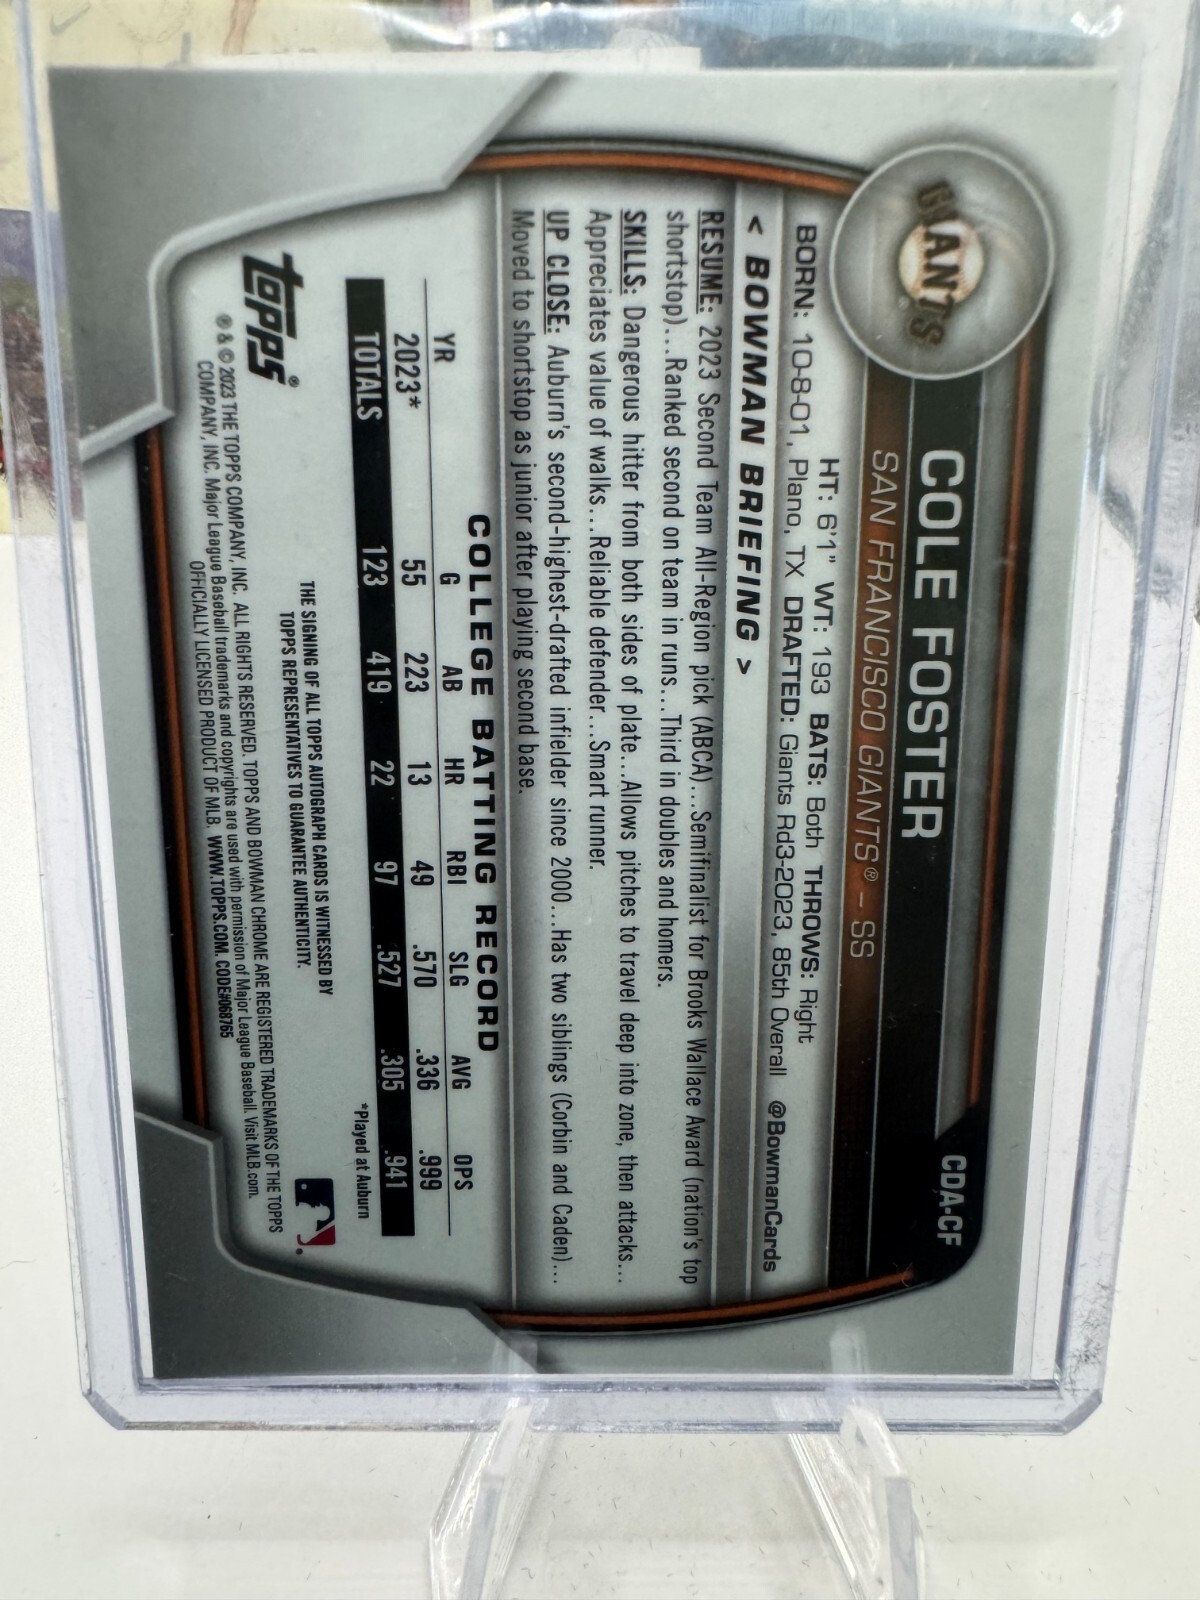 GIANTS
®
COLE FOSTER
CDA-CF
SAN FRANCISCO GIANTS® – SS
HT: 6'1" WT: 193 BATS: Both THROWS: Right
BORN: 10-8-01, Plano, TX DRAFTED: Giants Rd3-2023, 85th Overall @BowmanCards
< BOWMAN BRIEFING >
RESUME: 2023 Second Team All-Region pick (ABCA)...Semifinalist for Brooks Wallace Award (nation's top
shortstop)...Ranked second on team in runs...Third in doubles and homers.
SKILLS: Dangerous hitter from both sides of plate...Allows pitches to travel deep into zone, then attacks...
Appreciates value of walks...Reliable defender...Smart runner.
UP CLOSE: Auburn's second-highest-drafted infielder since 2000...Has two siblings (Corbin and Caden)...
Moved to shortstop as junior after playing second base.
COLLEGE BATTING RECORD
YR G AB HR RBI SLG AVG OPS
2023* 55 223 13 49 .570 .336 .999
TOTALS 123 419 22 97 .527 .305 .941
*Played at Auburn
THE SIGNING OF ALL TOPPS AUTOGRAPH CARDS IS WITNESSED BY
TOPPS REPRESENTATIVES TO GUARANTEE AUTHENTICITY.
topps®
® & © 2023 THE TOPPS COMPANY, INC. ALL RIGHTS RESERVED. TOPPS AND BOWMAN CHROME ARE REGISTERED TRADEMARKS OF THE TOPPS
COMPANY, INC. Major League Baseball trademarks and copyrights are used with permission of Major League Baseball. Visit MLB.com.
OFFICIALLY LICENSED PRODUCT OF MLB. WWW.TOPPS.COM. CODE#068765